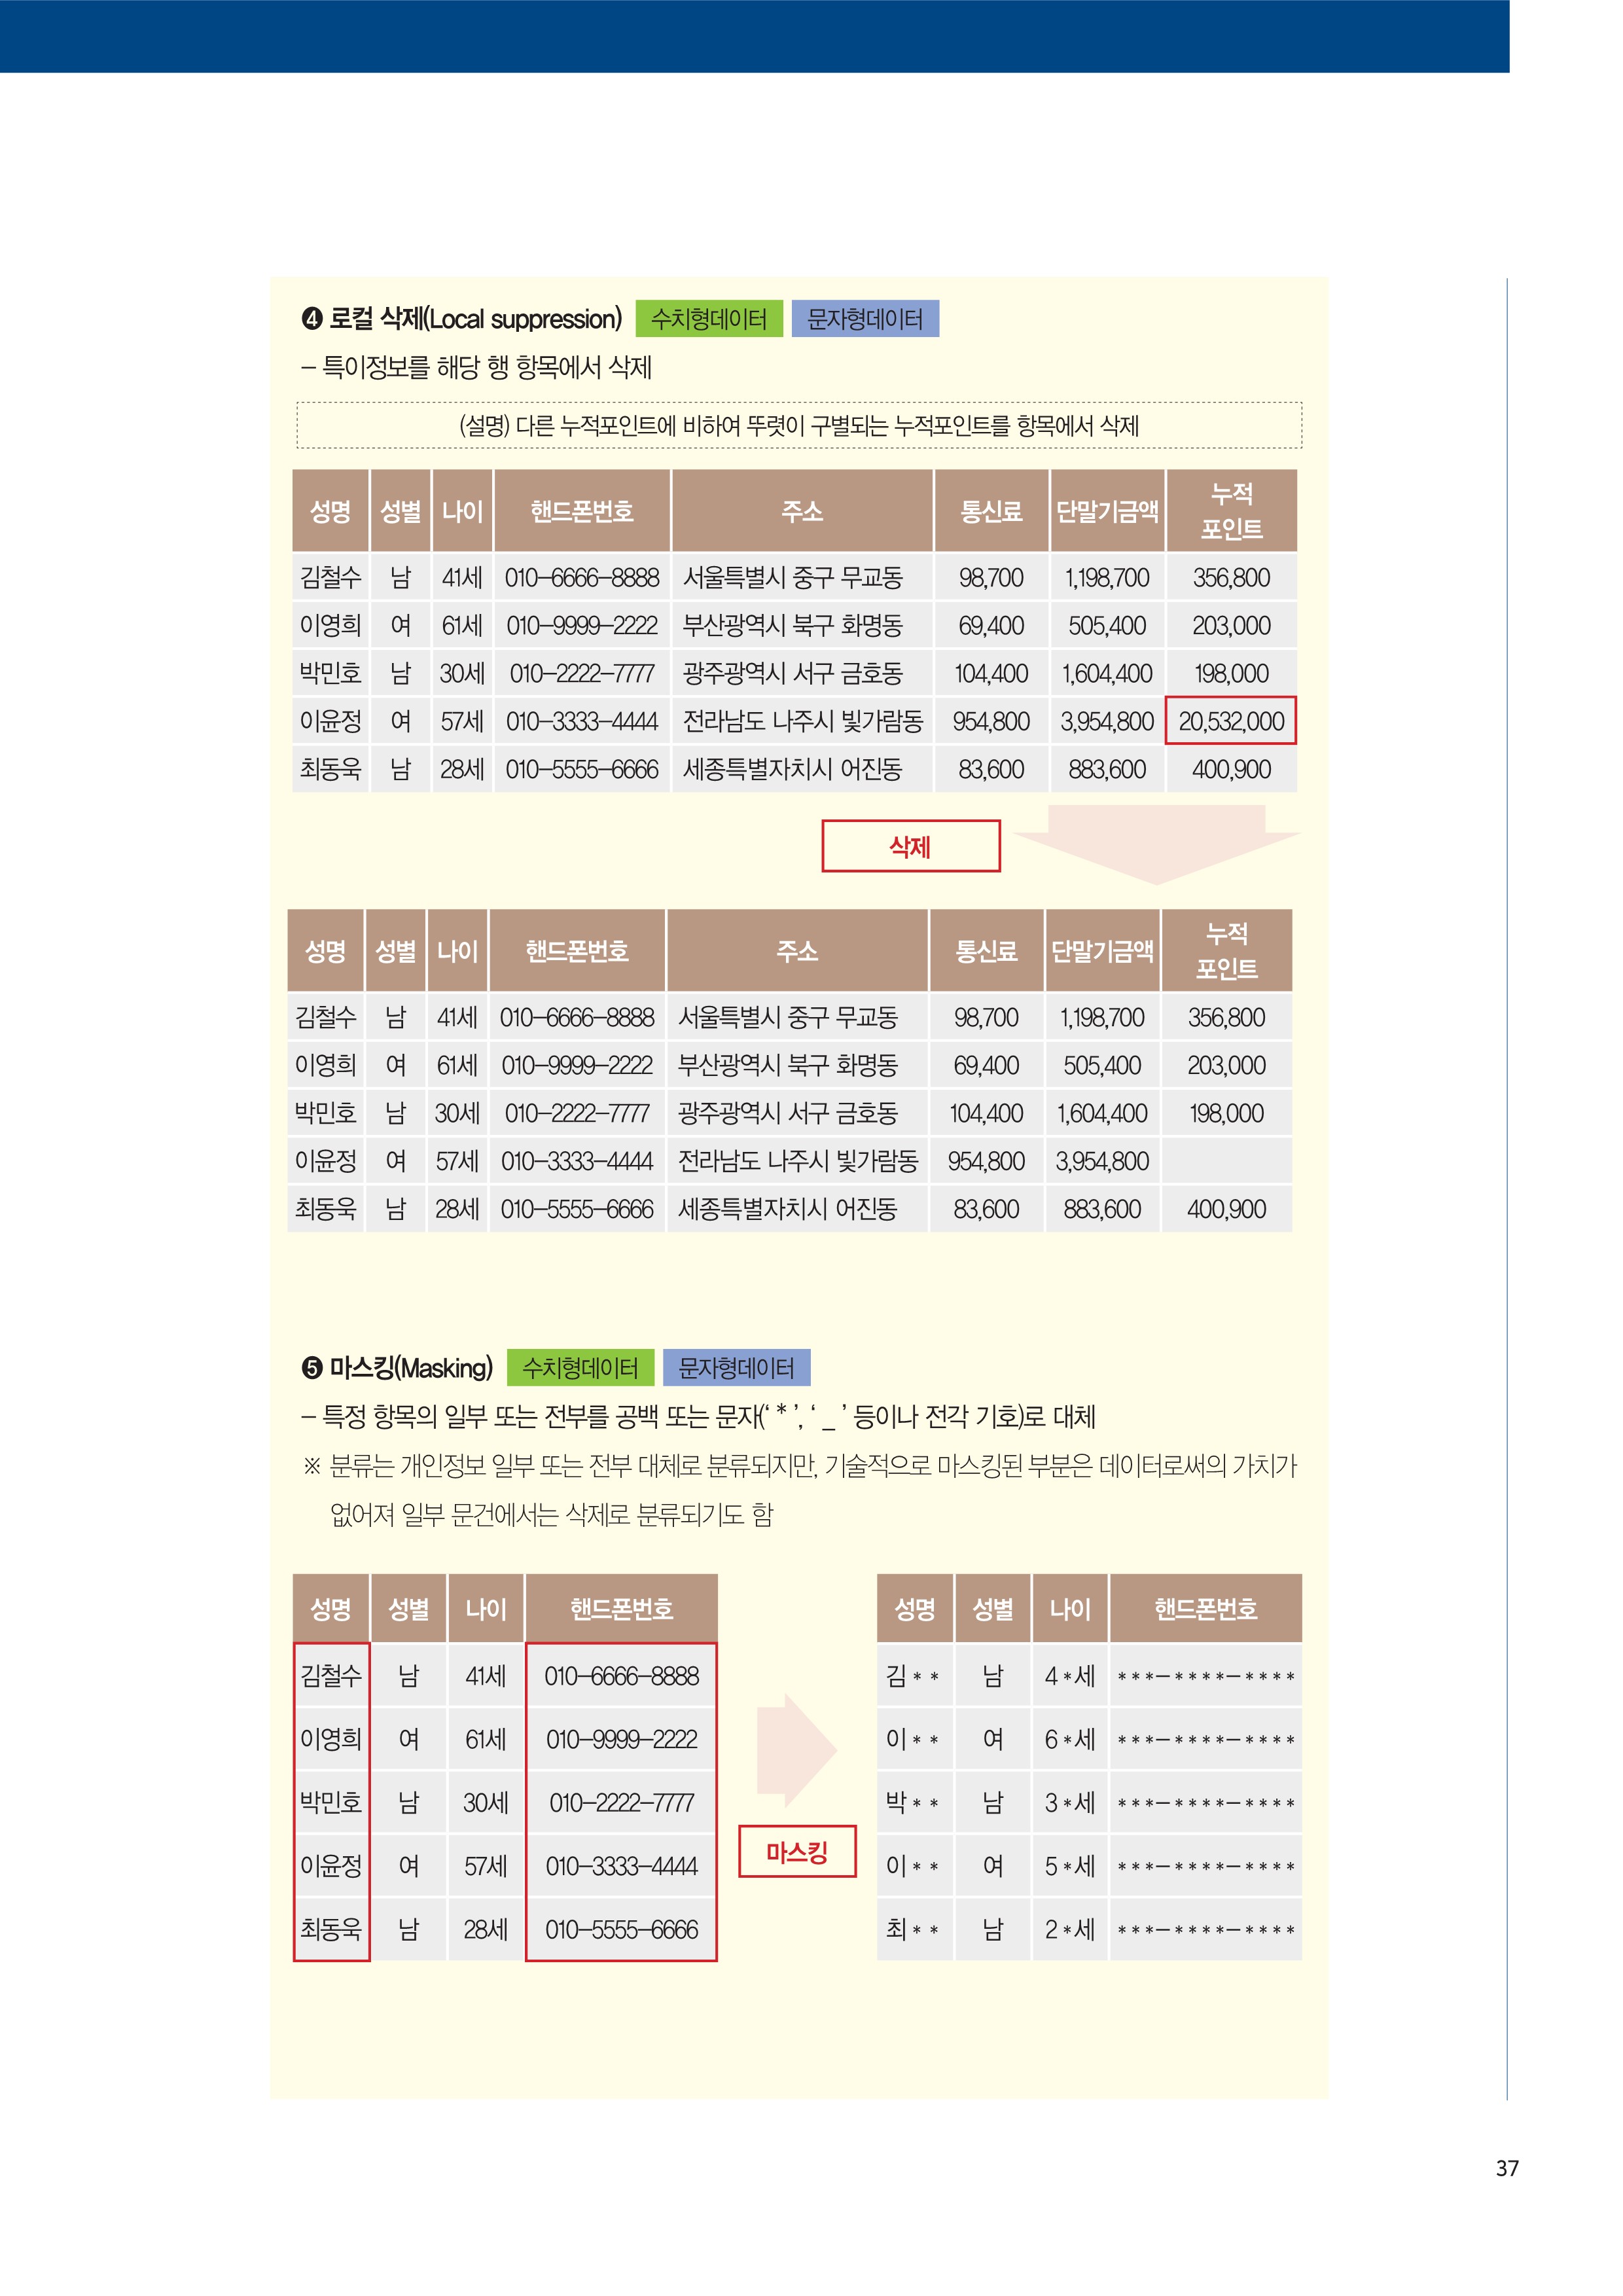 ❹ 로컬 삭제(Local suppression) 수치형데이터 문자형데이터
– 특이정보를 해당 행 항목에서 삭제
(설명) 다른 누적포인트에 비하여 뚜렷이 구별되는 누적포인트를 항목에서 삭제
성명 성별 나이 핸드폰번호 주소 통신료 단말기금액 누적 포인트
김철수 남 41세 010–6666–8888 서울특별시 중구 무교동 98,700 1,198,700 356,800
이영희 여 61세 010–9999–2222 부산광역시 북구 화명동 69,400 505,400 203,000
박민호 남 30세 010–2222–7777 광주광역시 서구 금호동 104,400 1,604,400 198,000
이윤정 여 57세 010–3333–4444 전라남도 나주시 빛가람동 954,800 3,954,800 20,532,000
최동욱 남 28세 010–5555–6666 세종특별자치시 어진동 83,600 883,600 400,900
삭제
성명 성별 나이 핸드폰번호 주소 통신료 단말기금액 누적 포인트
김철수 남 41세 010–6666–8888 서울특별시 중구 무교동 98,700 1,198,700 356,800
이영희 여 61세 010–9999–2222 부산광역시 북구 화명동 69,400 505,400 203,000
박민호 남 30세 010–2222–7777 광주광역시 서구 금호동 104,400 1,604,400 198,000
이윤정 여 57세 010–3333–4444 전라남도 나주시 빛가람동 954,800 3,954,800
최동욱 남 28세 010–5555–6666 세종특별자치시 어진동 83,600 883,600 400,900
❺ 마스킹(Masking) 수치형데이터 문자형데이터
– 특정 항목의 일부 또는 전부를 공백 또는 문자(‘ * ’, ‘ _ ’ 등이나 전각 기호)로 대체
※ 분류는 개인정보 일부 또는 전부 대체로 분류되지만, 기술적으로 마스킹된 부분은 데이터로써의 가치가
없어져 일부 문건에서는 삭제로 분류되기도 함
성명 성별 나이 핸드폰번호
김철수 남 41세 010–6666–8888
이영희 여 61세 010–9999–2222
박민호 남 30세 010–2222–7777
이윤정 여 57세 010–3333–4444
최동욱 남 28세 010–5555–6666
마스킹
성명 성별 나이 핸드폰번호
김＊＊ 남 4＊세 ＊＊＊–＊＊＊＊–＊＊＊＊
이＊＊ 여 6＊세 ＊＊＊–＊＊＊＊–＊＊＊＊
박＊＊ 남 3＊세 ＊＊＊–＊＊＊＊–＊＊＊＊
이＊＊ 여 5＊세 ＊＊＊–＊＊＊＊–＊＊＊＊
최＊＊ 남 2＊세 ＊＊＊–＊＊＊＊–＊＊＊＊
37